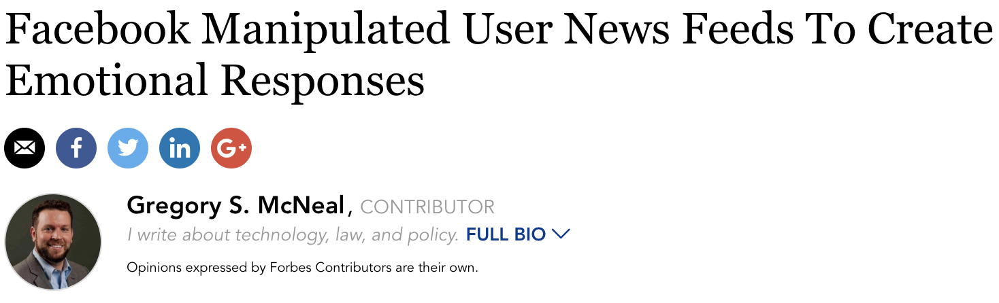 Facebook Manipulated User News Feeds To Create
Emotional Responses
f in G+
Gregory S. McNeal, CONTRIBUTOR
I write about technology, law, and policy. FULL BIO
Opinions expressed by Forbes Contributors are their own.